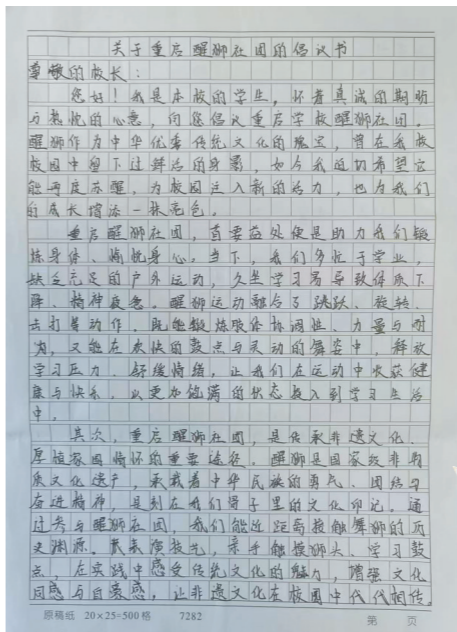 关于重启醒狮社团的倡议书
尊敬的校长：
您好！我是本校的学生，怀着真诚的期盼
与忐忑的心意，向您倡议重启学校醒狮社团。
醒狮作为中华优秀传统文化的瑰宝，曾在我校
校园中留下过鲜活的身影，如今我迫切希望它
能再度苏醒，为校园注入新的活力，也为我们
的成长增添一抹亮色。
重启醒狮社团，首要益处便是助力我们锻
炼身体、愉悦身心。当下，我们多忙于学业，
缺乏充足的户外运动，久坐学习易导致体质下
降、精神疲惫。醒狮运动融合了跳跃、旋转、
击打等动作，既能锻炼肢体协调性、力量与耐
力，又能在欢快的鼓点与灵动的舞姿中，释放
学习压力、舒缓情绪，让我们在运动中收获健
康与快乐，以更加饱满的状态投入到学习生活
中。
其次，重启醒狮社团，是传承非遗文化、
厚植家国情怀的重要途径。醒狮是国家级非物
质文化遗产，承载着中华民族的勇气、团结与
奋进精神，是刻在我们骨子里的文化印记。通
过参与醒狮社团，我们能近距离接触舞狮的历
史渊源、表演技艺，亲手触摸狮头、学习鼓
点，在实践中感受传统文化的魅力，增强文化
同感与自豪感，让非遗文化在校园中代代相传。
原稿纸 20×25=500格 7282 第 页